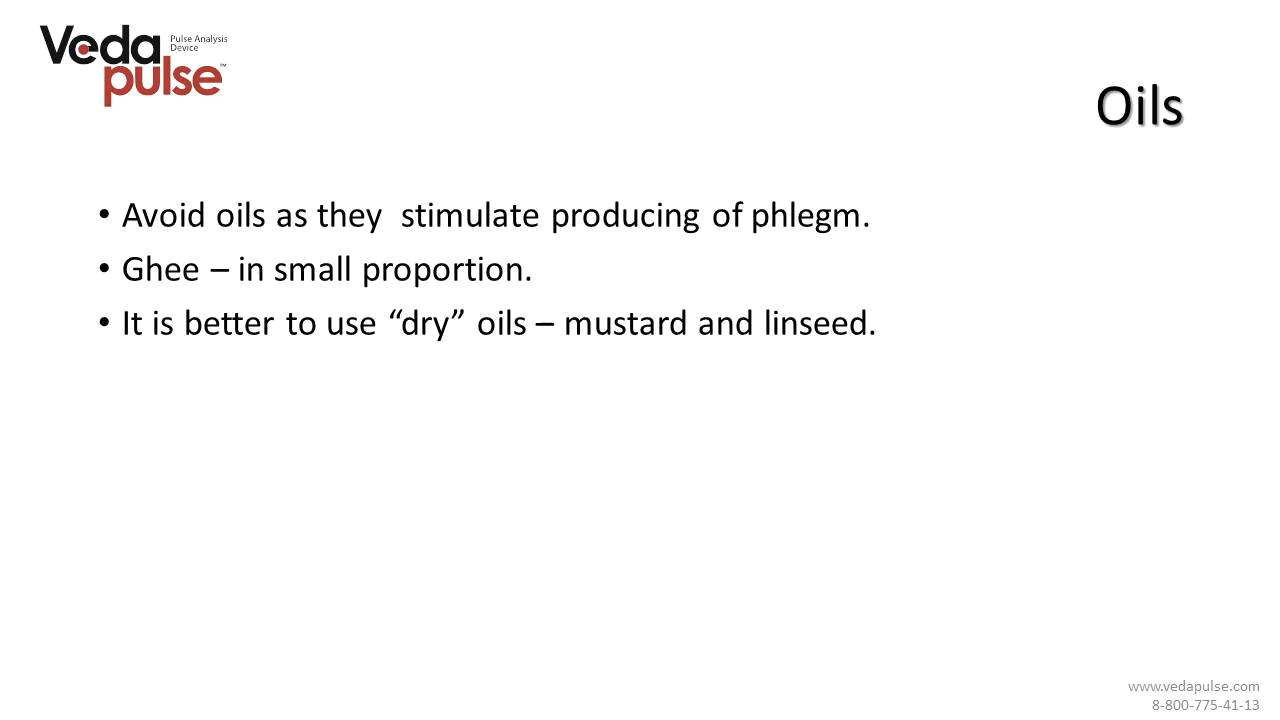 Veda
pulse™
Pulse Analysis
Device
Oils
• Avoid oils as they stimulate producing of phlegm.
• Ghee – in small proportion.
• It is better to use “dry” oils – mustard and linseed.
www.vedapulse.com
8-800-775-41-13